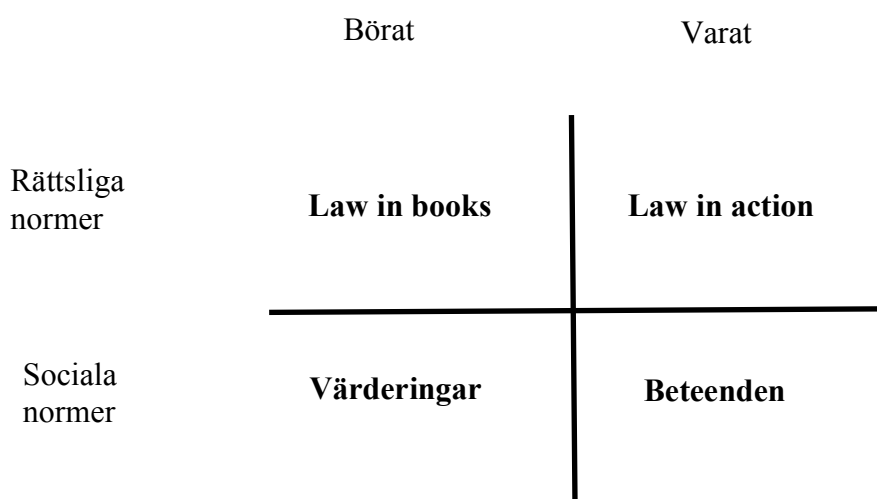 Börat Varat
Rättsliga
normer
Law in books Law in action
Sociala
normer
Värderingar Beteenden